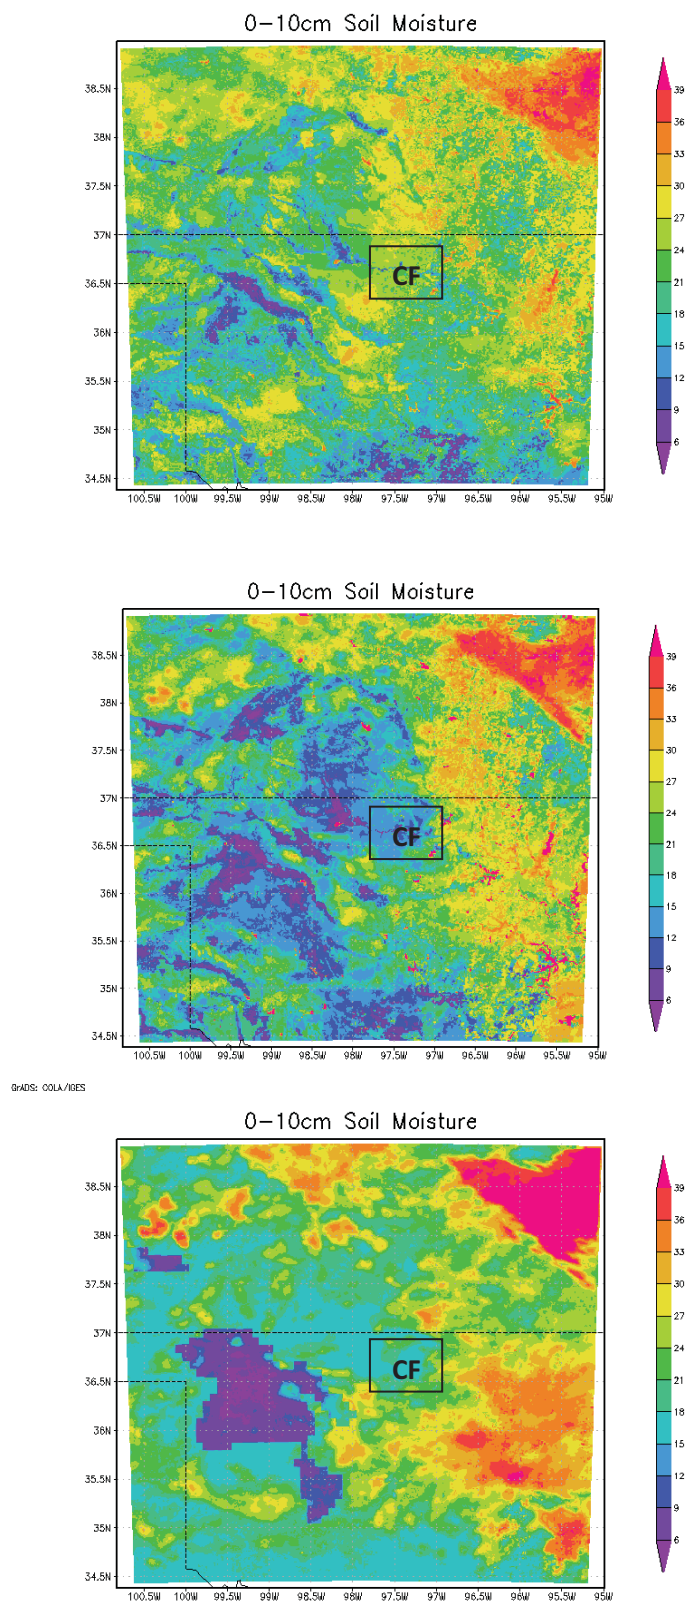 0-10cm Soil Moisture
38.5N
38N
37.5N
37N
36.5N
36N
35.5N
35N
34.5N
CF
100.5W 100W 99.5W 99W 98.5W 98W 97.5W 97W 96.5W 96W 95.5W 95W
39
36
33
30
27
24
21
18
15
12
9
6
0-10cm Soil Moisture
38.5N
38N
37.5N
37N
36.5N
36N
35.5N
35N
34.5N
CF
100.5W 100W 99.5W 99W 98.5W 98W 97.5W 97W 96.5W 96W 95.5W 95W
39
36
33
30
27
24
21
18
15
12
9
6
GrADS: COLA/IGES
0-10cm Soil Moisture
38.5N
38N
37.5N
37N
36.5N
36N
35.5N
35N
34.5N
CF
100.5W 100W 99.5W 99W 98.5W 98W 97.5W 97W 96.5W 96W 95.5W 95W
39
36
33
30
27
24
21
18
15
12
9
6